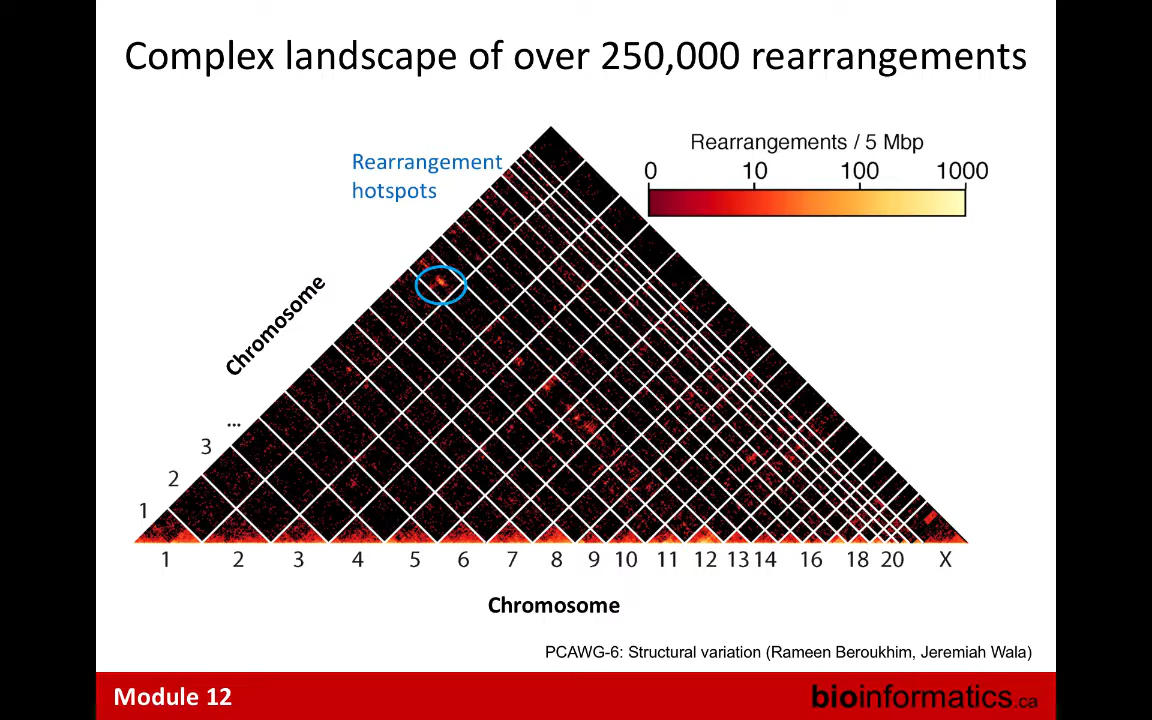 Complex landscape of over 250,000 rearrangements
Rearrangement
hotspots
Rearrangements / 5 Mbp
0 10 100 1000
Chromosome
...
3
2
1
1 2 3 4 5 6 7 8 9 10 11 12 13 14 16 18 20 X
Chromosome
PCAWG-6: Structural variation (Rameen Beroukhim, Jeremiah Wala)
Module 12
bioinformatics.ca